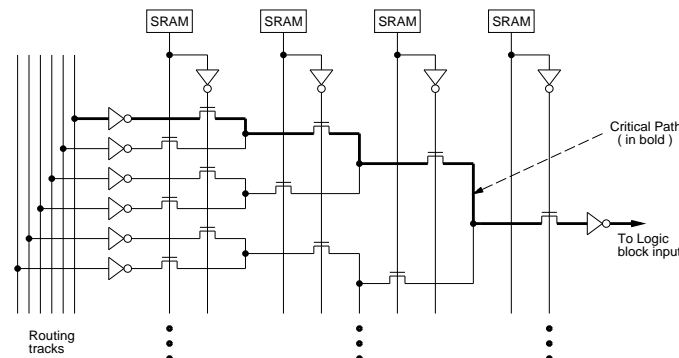 SRAM
SRAM
SRAM
SRAM
Critical Path
( in bold )
To Logic
block input
Routing
tracks